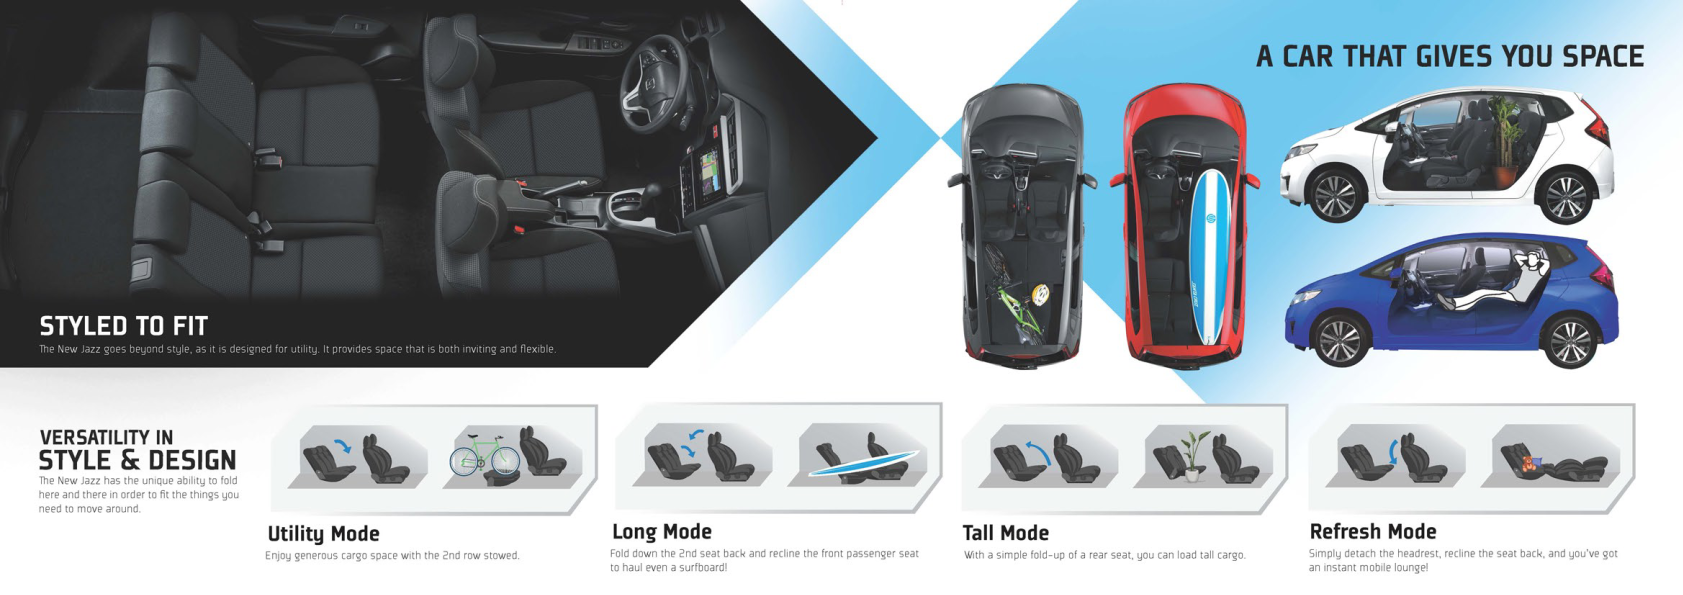 A CAR THAT GIVES YOU SPACE
STYLED TO FIT
The New Jazz goes beyond style, as it is designed for utility. It provides space that is both inviting and flexible.
VERSATILITY IN
STYLE & DESIGN
The New Jazz has the unique ability to fold
here and there in order to fit the things you
need to move around.
Utility Mode
Enjoy generous cargo space with the 2nd row stowed.
Long Mode
Fold down the 2nd seat back and recline the front passenger seat
to haul even a surfboard!
Tall Mode
With a simple fold-up of a rear seat, you can load tall cargo.
Refresh Mode
Simply detach the headrest, recline the seat back, and you've got
an instant mobile lounge!